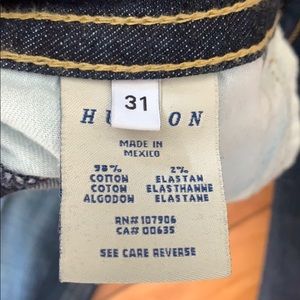 31
HU ON
MADE IN
MEXICO
98% 2%
COTTON ELASTAN
COTON ELASTHANNE
ALGODON ELASTANE
RN# 107906
CA# 00635
SEE CARE REVERSE